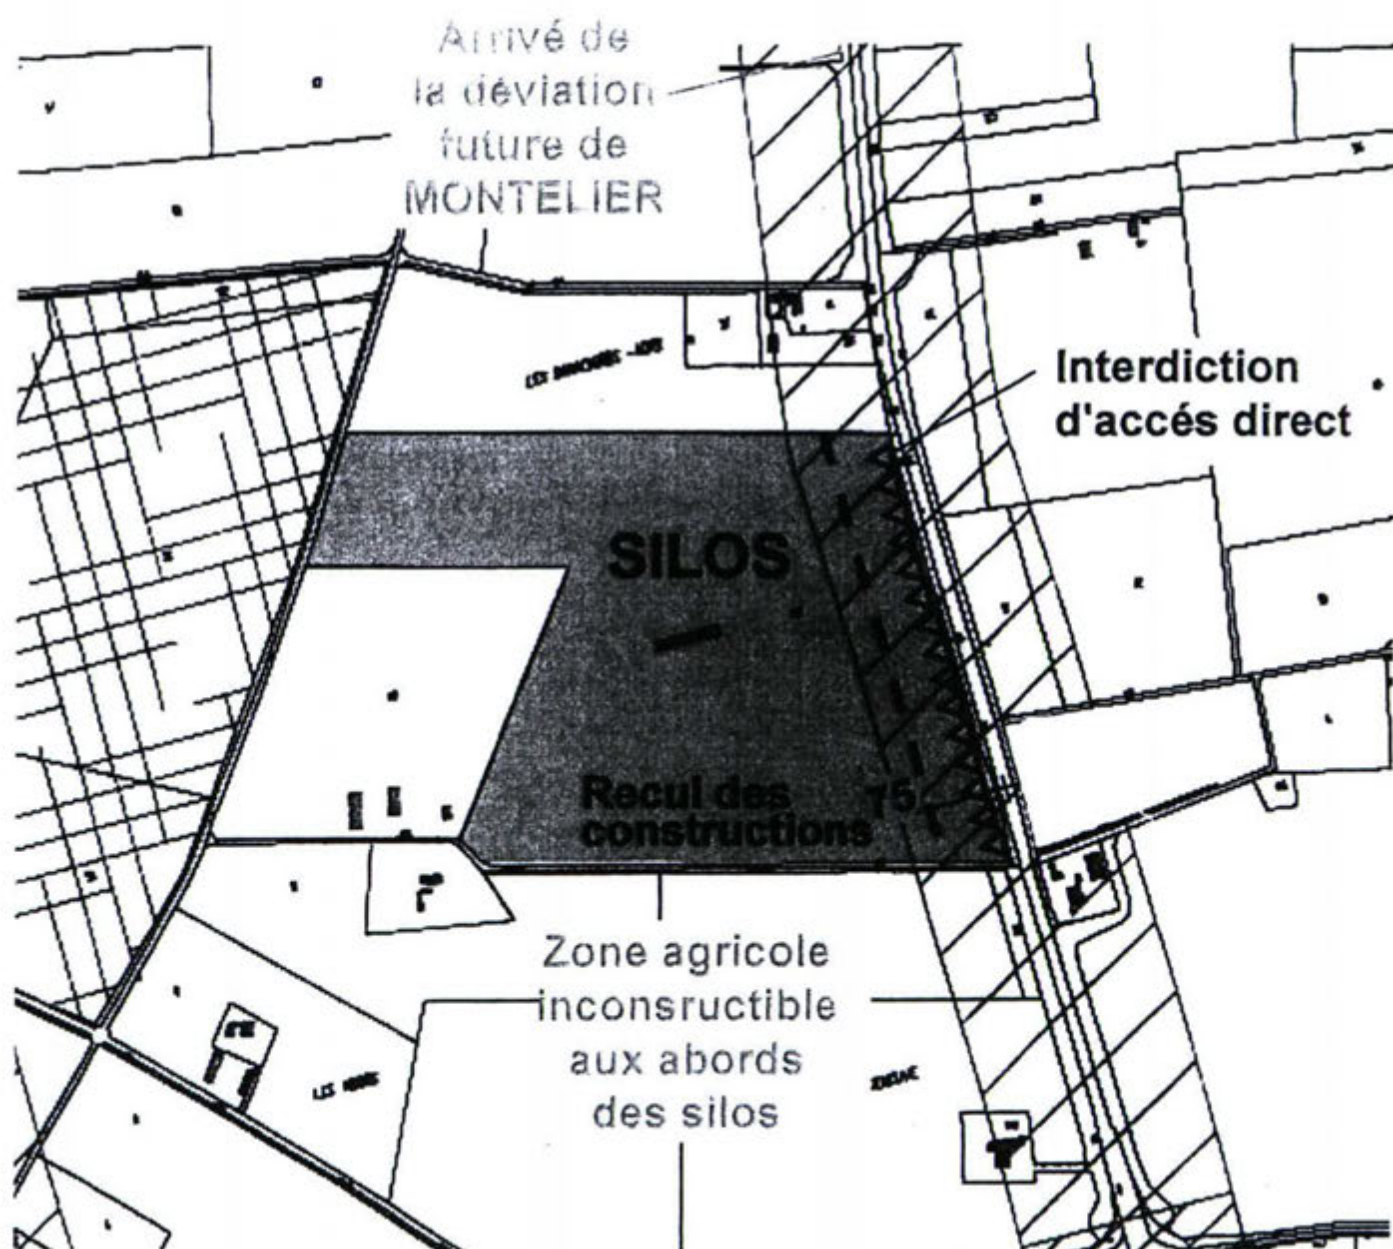 Arrivé de
la déviation
future de
MONTELIER
Interdiction
d'accés direct
SILOS
Recul des
constructions
75
Zone agricole
inconsructible
aux abords
des silos